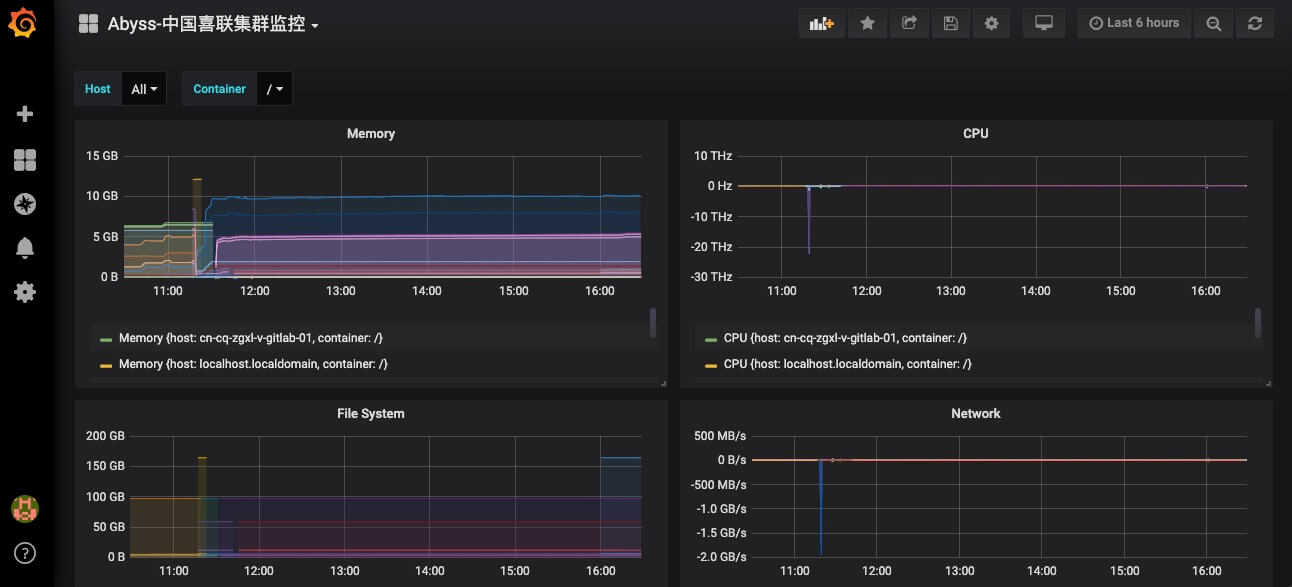 Abyss-中国喜联集群监控
Last 6 hours
Host All Container /
Memory
15 GB
10 GB
5 GB
0 B
11:00 12:00 13:00 14:00 15:00 16:00
Memory {host: cn-cq-zgxl-v-gitlab-01, container: /}
Memory {host: localhost.localdomain, container: /}
CPU
10 THz
0 Hz
-10 THz
-20 THz
-30 THz
11:00 12:00 13:00 14:00 15:00 16:00
CPU {host: cn-cq-zgxl-v-gitlab-01, container: /}
CPU {host: localhost.localdomain, container: /}
File System
200 GB
150 GB
100 GB
50 GB
0 B
11:00 12:00 13:00 14:00 15:00 16:00
Network
500 MB/s
0 B/s
-500 MB/s
-1.0 GB/s
-1.5 GB/s
-2.0 GB/s
11:00 12:00 13:00 14:00 15:00 16:00